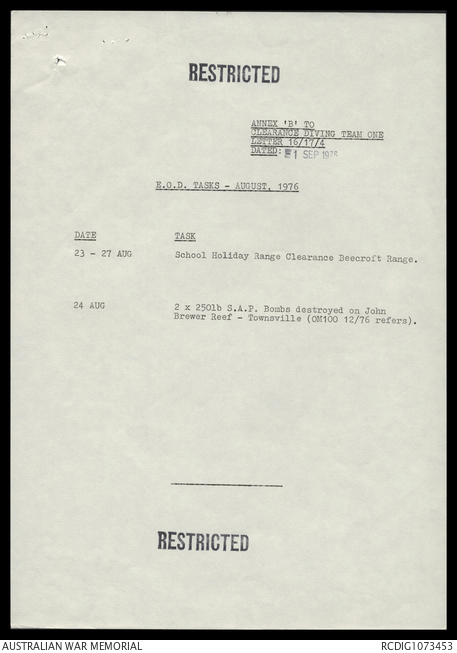 RESTRICTED
ANNEX 'B' TO
CLEARANCE DIVING TEAM ONE
LETTER 16/17/4
DATED: 1 SEP 1976
E.O.D. TASKS - AUGUST, 1976
DATE TASK
23 - 27 AUG School Holiday Range Clearance Beecroft Range.
24 AUG 2 x 250lb S.A.P. Bombs destroyed on John
Brewer Reef - Townsville (OM100 12/76 refers).
RESTRICTED
AUSTRALIAN WAR MEMORIAL RCDIG1073453